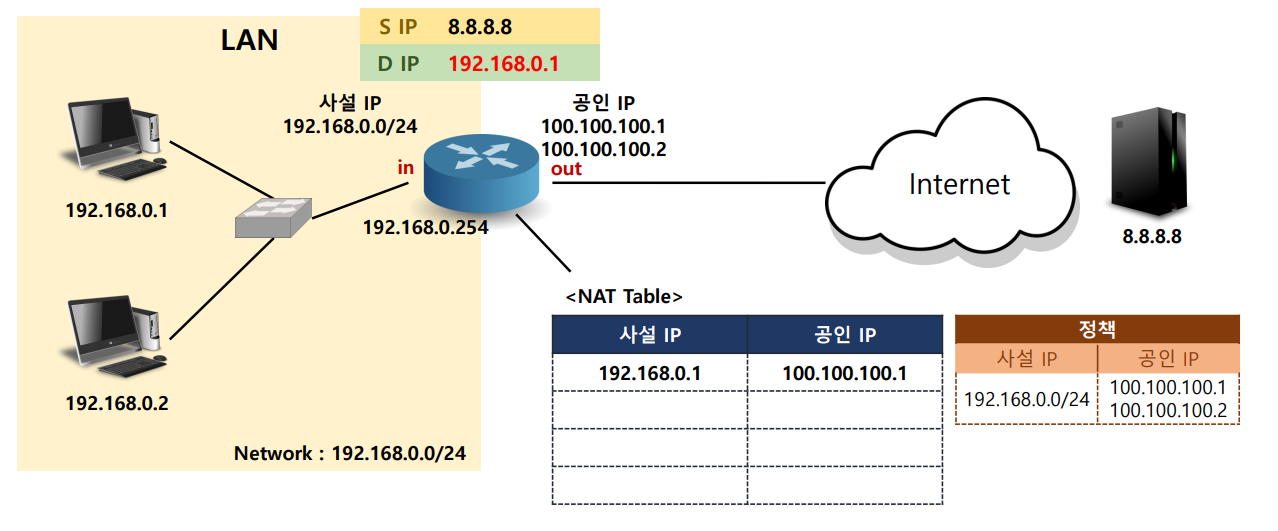 LAN
S IP 8.8.8.8
D IP 192.168.0.1
사설 IP
192.168.0.0/24
공인 IP
100.100.100.1
100.100.100.2
in
out
192.168.0.1
192.168.0.254
Internet
8.8.8.8
192.168.0.2
Network : 192.168.0.0/24
<NAT Table>
사설 IP 공인 IP
192.168.0.1 100.100.100.1
정책
사설 IP 공인 IP
192.168.0.0/24 100.100.100.1
100.100.100.2